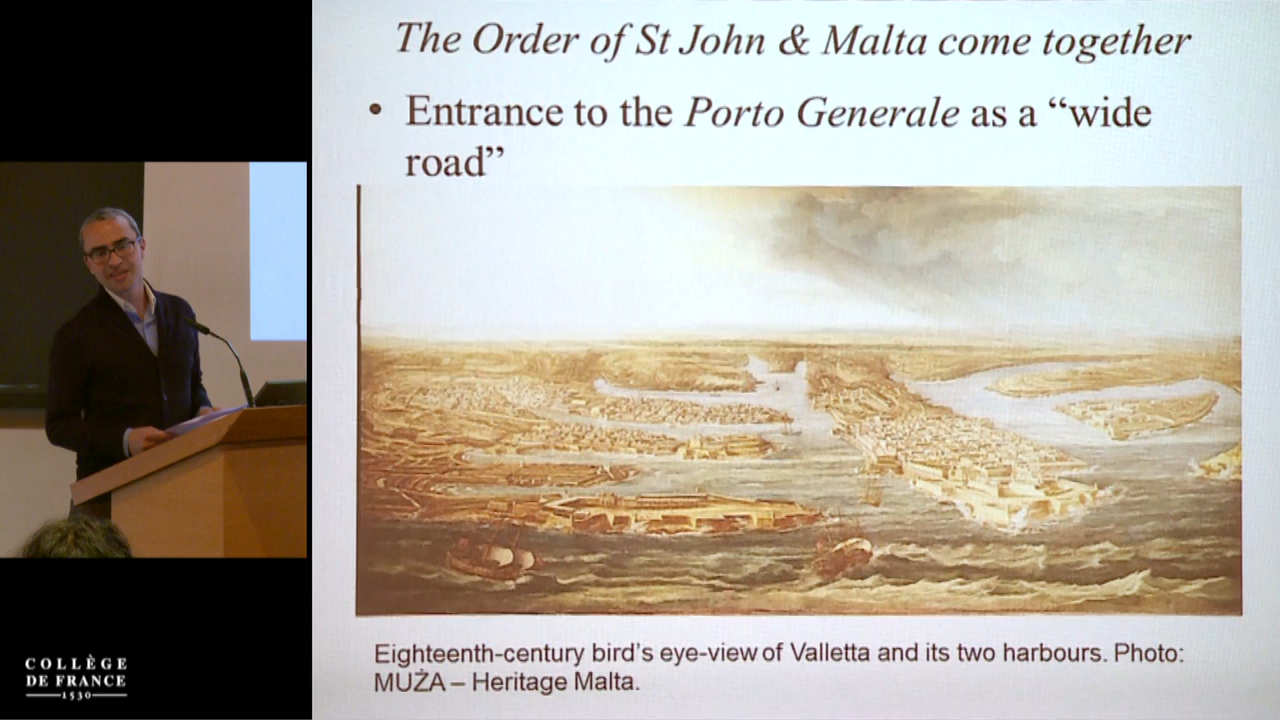 The Order of St John & Malta come together
• Entrance to the Porto Generale as a “wide
road”
Eighteenth-century bird’s eye-view of Valletta and its two harbours. Photo:
MUŻA – Heritage Malta.
COLLÈGE
DE FRANCE
1530